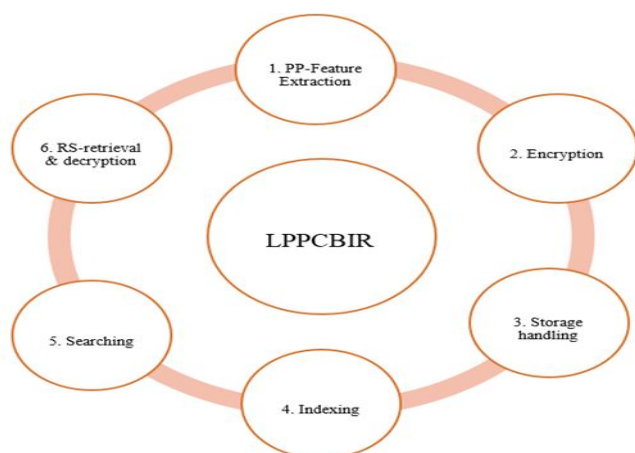 1. PP-Feature
Extraction
2. Encryption
3. Storage
handling
4. Indexing
5. Searching
6. RS-retrieval
& decryption
LPPCBIR